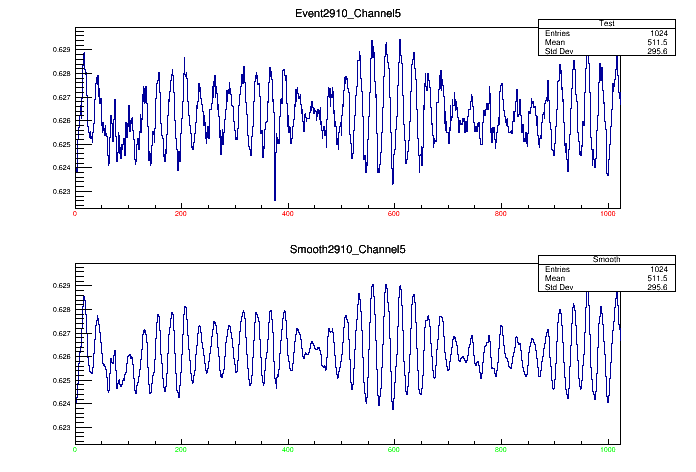 Event2910_Channel5
Test
Entries 1024
Mean 511.5
Std Dev 295.6
0.629
0.628
0.627
0.626
0.625
0.624
0.623
0 200 400 600 800 1000
Smooth2910_Channel5
Smooth
Entries 1024
Mean 511.5
Std Dev 295.6
0.629
0.628
0.627
0.626
0.625
0.624
0.623
0 200 400 600 800 1000